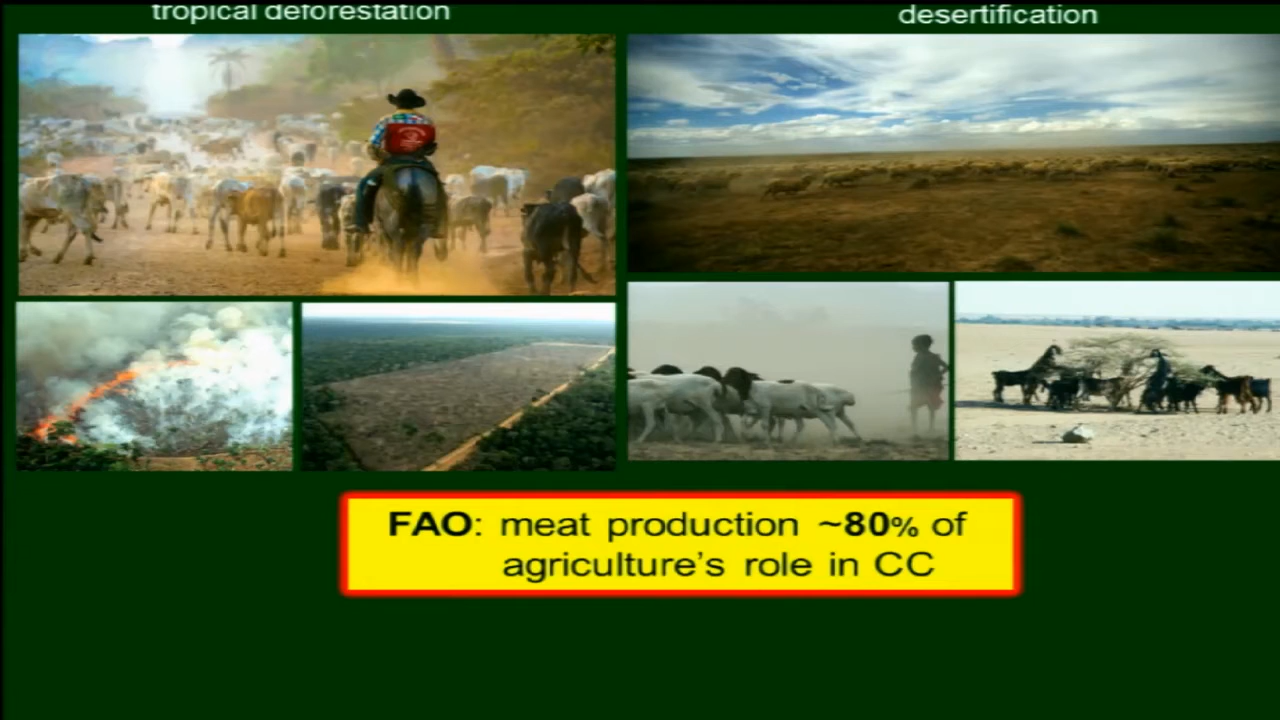 tropical deforestation
desertification
FAO: meat production ~80% of
agriculture's role in CC